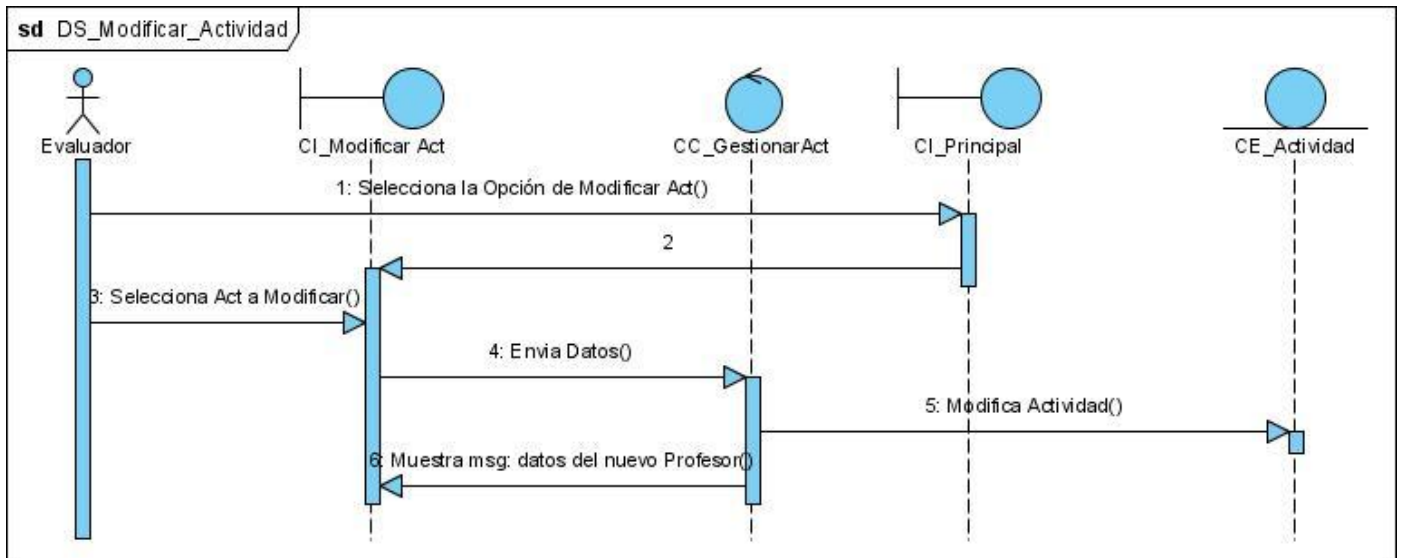 sd DS_Modificar_Actividad
Evaluador
CI_Modificar Act
CC_GestionarAct
CI_Principal
CE_Actividad
1: Selecciona la Opción de Modificar Act()
2
3: Selecciona Act a Modificar()
4: Envia Datos()
5: Modifica Actividad()
6: Muestra msg: datos del nuevo Profesor()